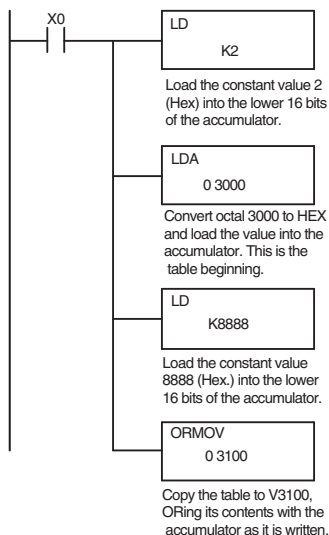 X0
LD
K2
Load the constant value 2
(Hex) into the lower 16 bits
of the accumulator.
LDA
0 3000
Convert octal 3000 to HEX
and load the value into the
accumulator. This is the
table beginning.
LD
K8888
Load the constant value
8888 (Hex.) into the lower
16 bits of the accumulator.
ORMOV
0 3100
Copy the table to V3100,
ORing its contents with the
accumulator as it is written.